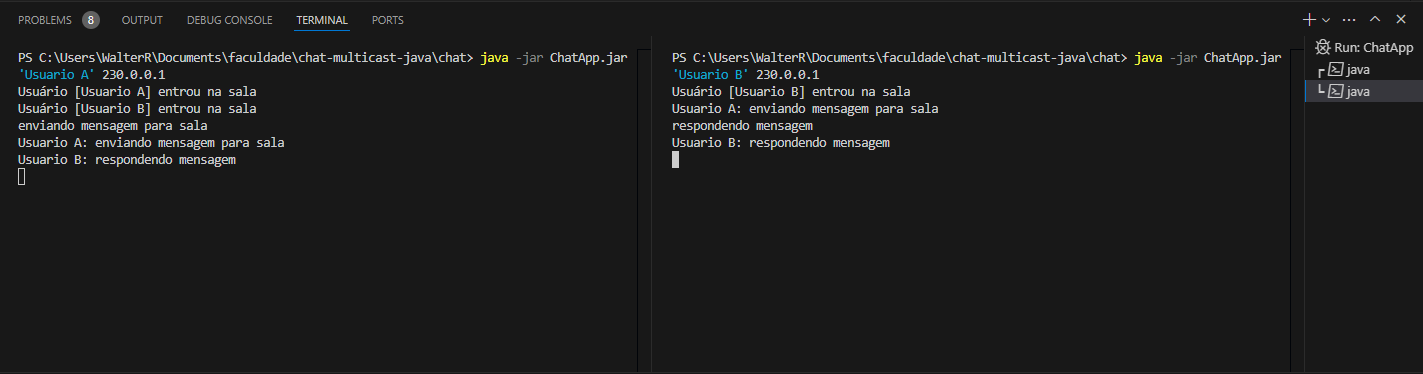 PROBLEMS 8 OUTPUT DEBUG CONSOLE TERMINAL PORTS
PS C:\Users\WalterR\Documents\faculdade\chat-multicast-java\chat> java -jar ChatApp.jar
'Usuario A' 230.0.0.1
Usuário [Usuario A] entrou na sala
Usuário [Usuario B] entrou na sala
enviando mensagem para sala
Usuario A: enviando mensagem para sala
Usuario B: respondendo mensagem
PS C:\Users\WalterR\Documents\faculdade\chat-multicast-java\chat> java -jar ChatApp.jar
'Usuario B' 230.0.0.1
Usuário [Usuario B] entrou na sala
Usuario A: enviando mensagem para sala
respondendo mensagem
Usuario B: respondendo mensagem
Run: ChatApp
java
java